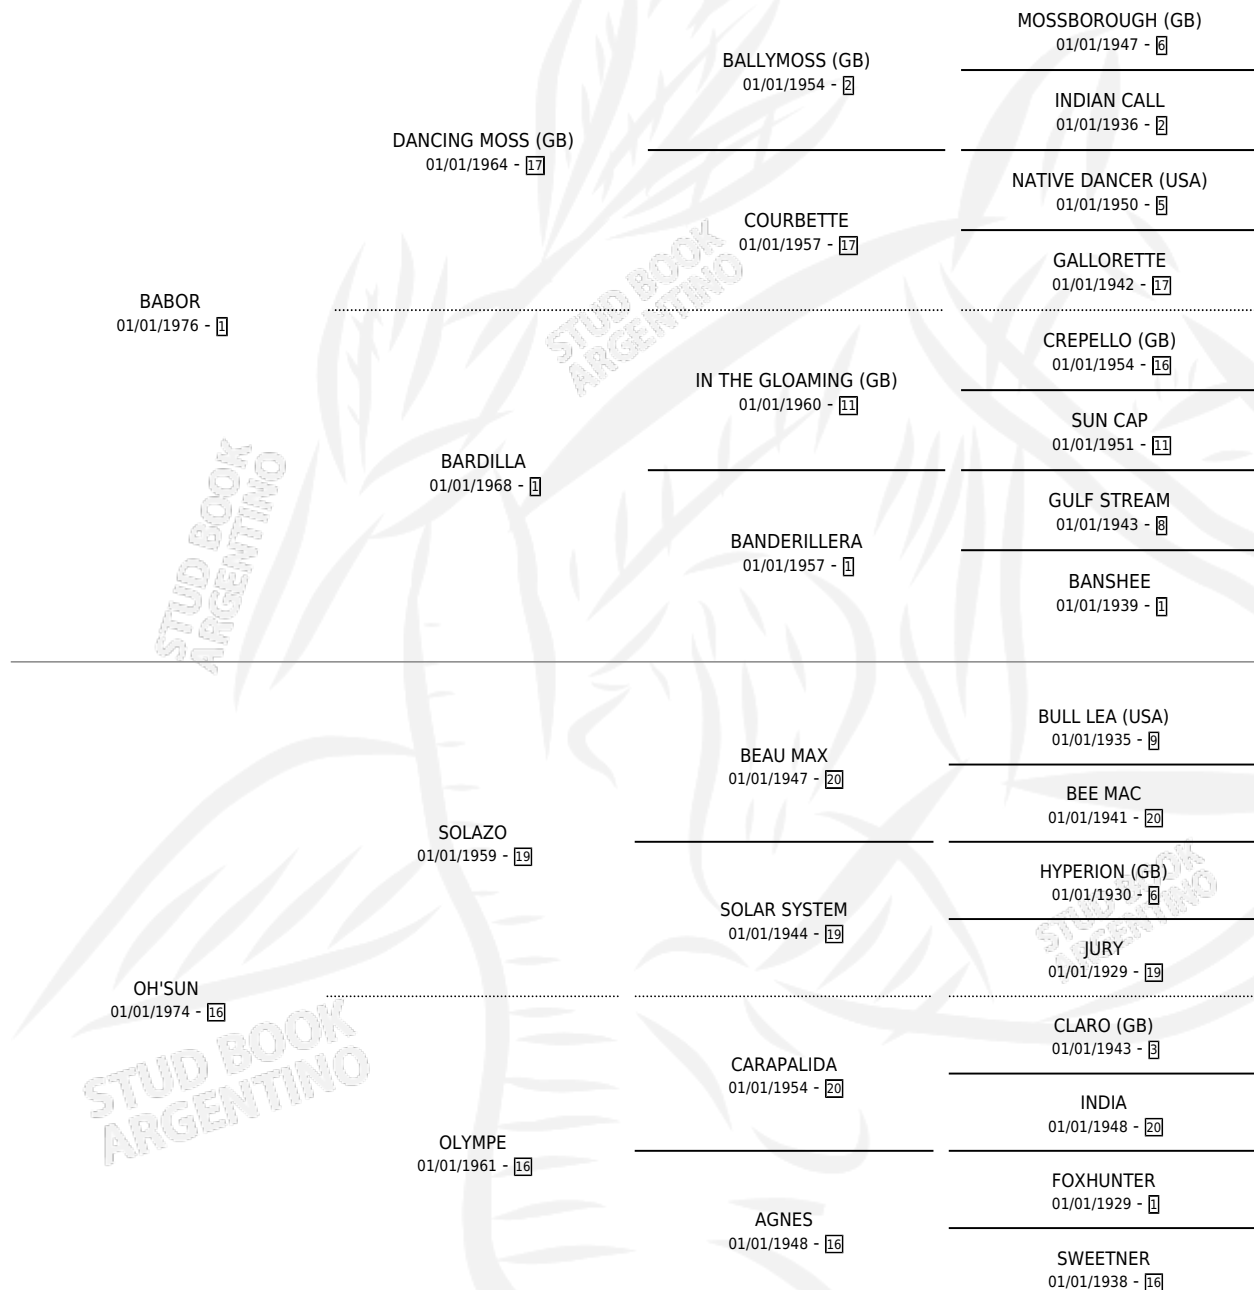 MOSSBOROUGH (GB)
01/01/1947 - 6
BALLYMOSS (GB)
01/01/1954 - 2
INDIAN CALL
01/01/1936 - 2
DANCING MOSS (GB)
01/01/1964 - 17
NATIVE DANCER (USA)
01/01/1950 - 5
COURBETTE
01/01/1957 - 17
GALLORETTE
01/01/1942 - 17
BABOR
01/01/1976 - 1
CREPELLO (GB)
01/01/1954 - 16
IN THE GLOAMING (GB)
01/01/1960 - 11
SUN CAP
01/01/1951 - 11
BARDILLA
01/01/1968 - 1
GULF STREAM
01/01/1943 - 8
BANDERILLERA
01/01/1957 - 1
BANSHEE
01/01/1939 - 1
BULL LEA (USA)
01/01/1935 - 9
BEAU MAX
01/01/1947 - 20
BEE MAC
01/01/1941 - 20
SOLAZO
01/01/1959 - 19
HYPERION (GB)
01/01/1930 - 6
SOLAR SYSTEM
01/01/1944 - 19
JURY
01/01/1929 - 19
OH'SUN
01/01/1974 - 16
CLARO (GB)
01/01/1943 - 3
CARAPALIDA
01/01/1954 - 20
INDIA
01/01/1948 - 20
OLYMPE
01/01/1961 - 16
FOXHUNTER
01/01/1929 - 1
AGNES
01/01/1948 - 16
SWEETNER
01/01/1938 - 16
STUD BOOK
ARGENTINO
STUD BOOK
ARGENTINO
STUD BOOK
ARGENTINO
STUD BOOK
ARGENTINO